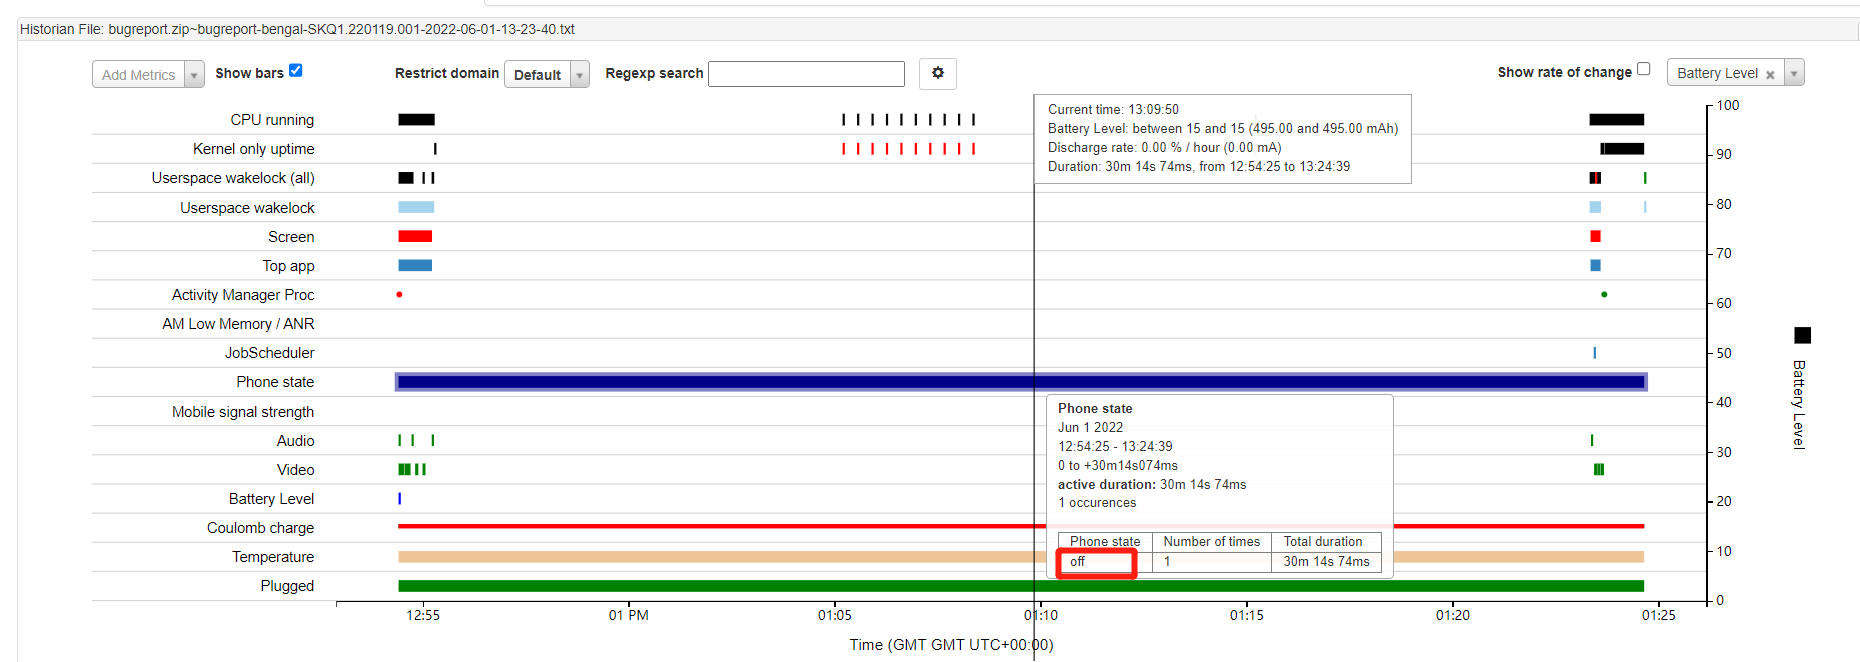 Historian File: bugreport.zip~bugreport-bengal-SKQ1.220119.001-2022-06-01-13-23-40.txt
Add Metrics Show bars Restrict domain Default Regexp search Show rate of change Battery Level ×
Current time: 13:09:50
Battery Level: between 15 and 15 (495.00 and 495.00 mAh)
Discharge rate: 0.00 % / hour (0.00 mA)
Duration: 30m 14s 74ms, from 12:54:25 to 13:24:39
CPU running
Kernel only uptime
Userspace wakelock (all)
Userspace wakelock
Screen
Top app
Activity Manager Proc
AM Low Memory / ANR
JobScheduler
Phone state
Mobile signal strength
Audio
Video
Battery Level
Coulomb charge
Temperature
Plugged
Phone state
Jun 1 2022
12:54:25 - 13:24:39
0 to +30m14s074ms
active duration: 30m 14s 74ms
1 occurences
Phone state Number of times Total duration
off 1 30m 14s 74ms
100
90
80
70
60
50
40
30
20
10
0
Battery Level
12:55 01 PM 01:05 01:10 01:15 01:20 01:25
Time (GMT GMT UTC+00:00)